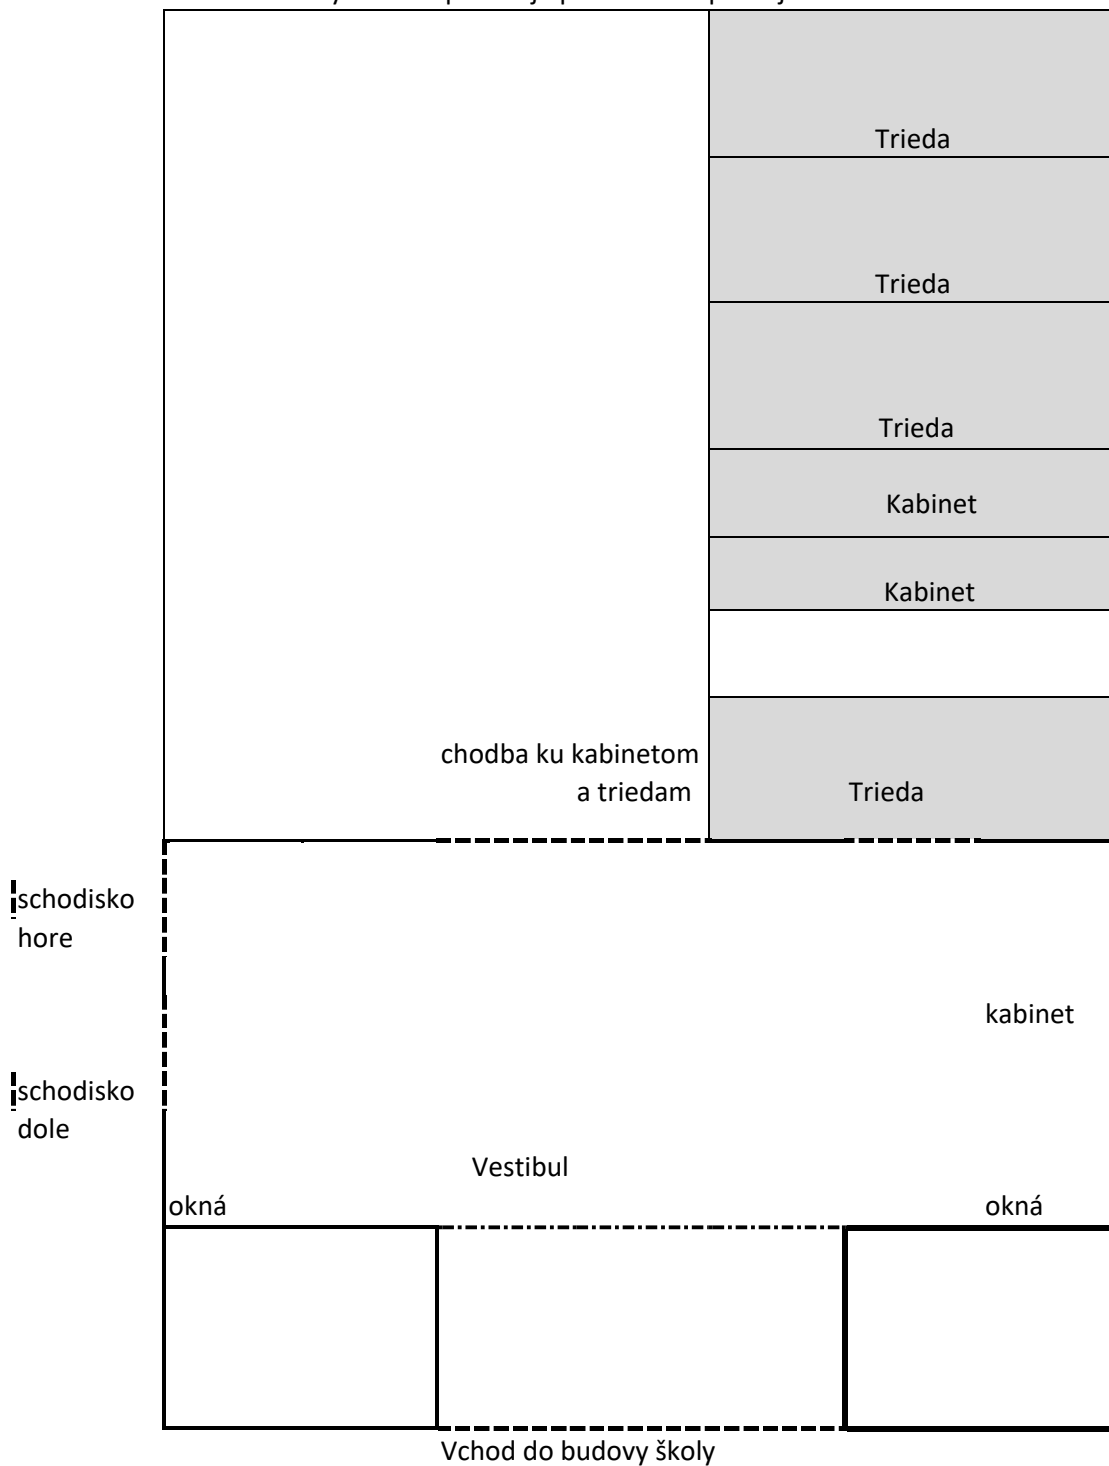 Trieda
Trieda
Trieda
Kabinet
Kabinet
chodba ku kabinetom
a triedam
Trieda
schodisko
hore
kabinet
schodisko
dole
Vestibul
okná
okná
Vchod do budovy školy